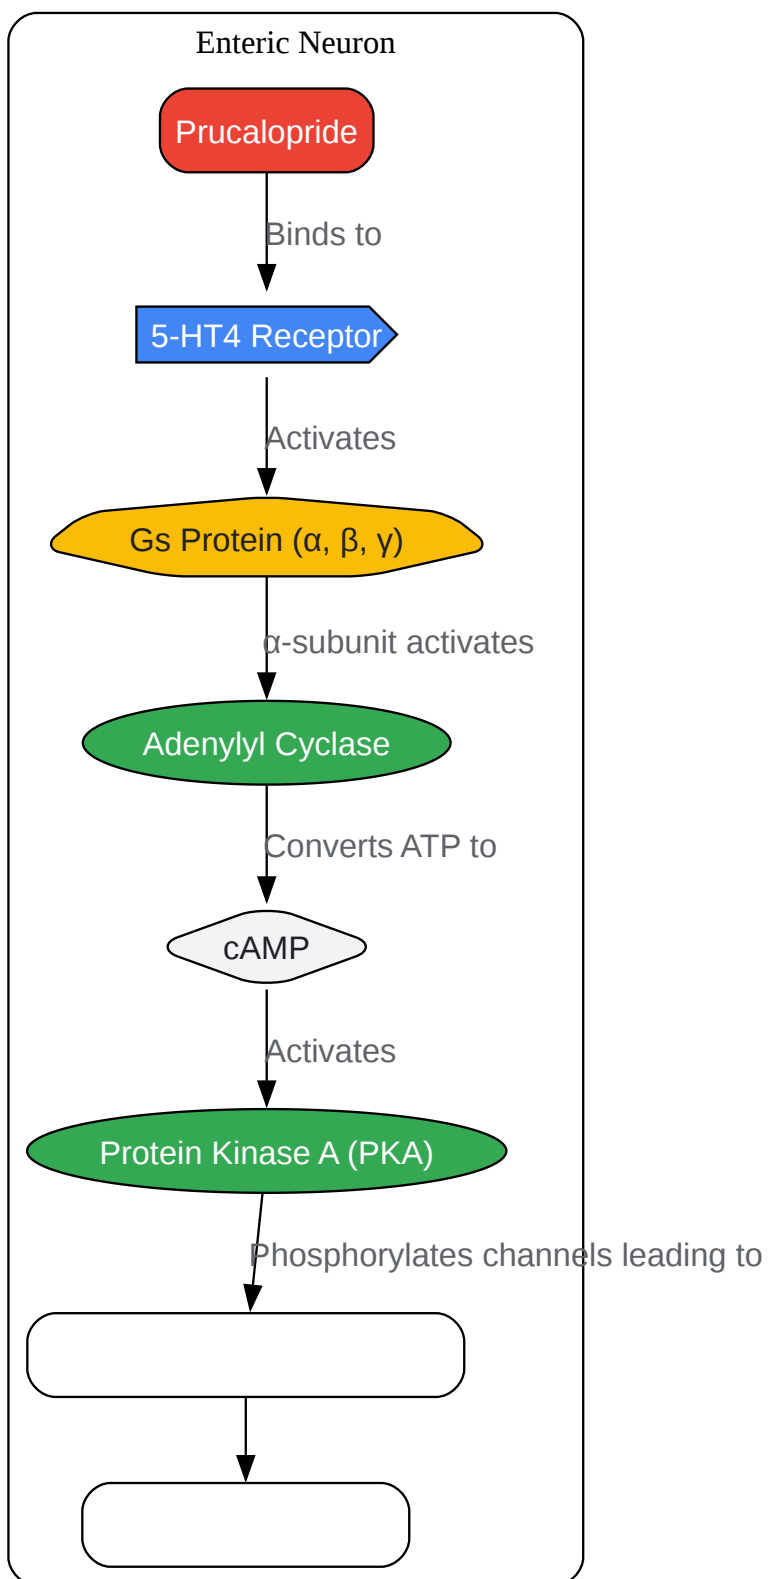 Enteric Neuron
Prucalopride
Binds to
5-HT4 Receptor
Activates
Gs Protein (α, β, γ)
α-subunit activates
Adenylyl Cyclase
Converts ATP to
cAMP
Activates
Protein Kinase A (PKA)
Phosphorylates channels leading to